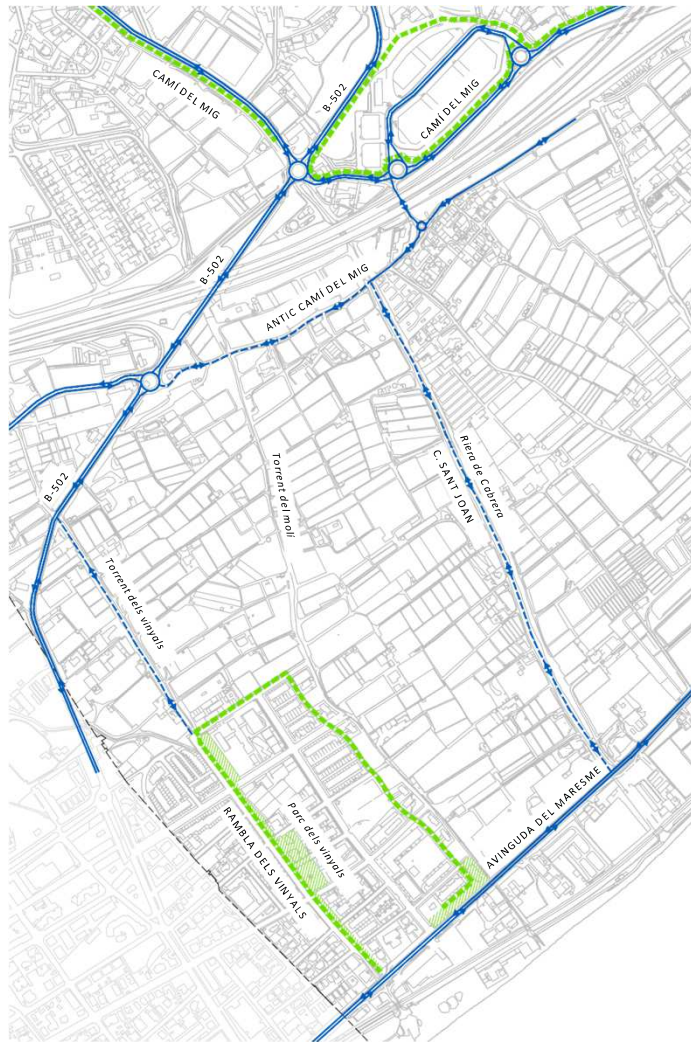 CAMÍ DEL MIG
B-502
CAMÍ DEL MIG
B-502
ANTIC CAMÍ DEL MIG
B-502
Torrent del molí
Riera de Cabrera
C. SANT JOAN
Torrent dels vinyals
Parc dels vinyals
RAMBLA DELS VINYALS
AVINGUDA DEL MARESME